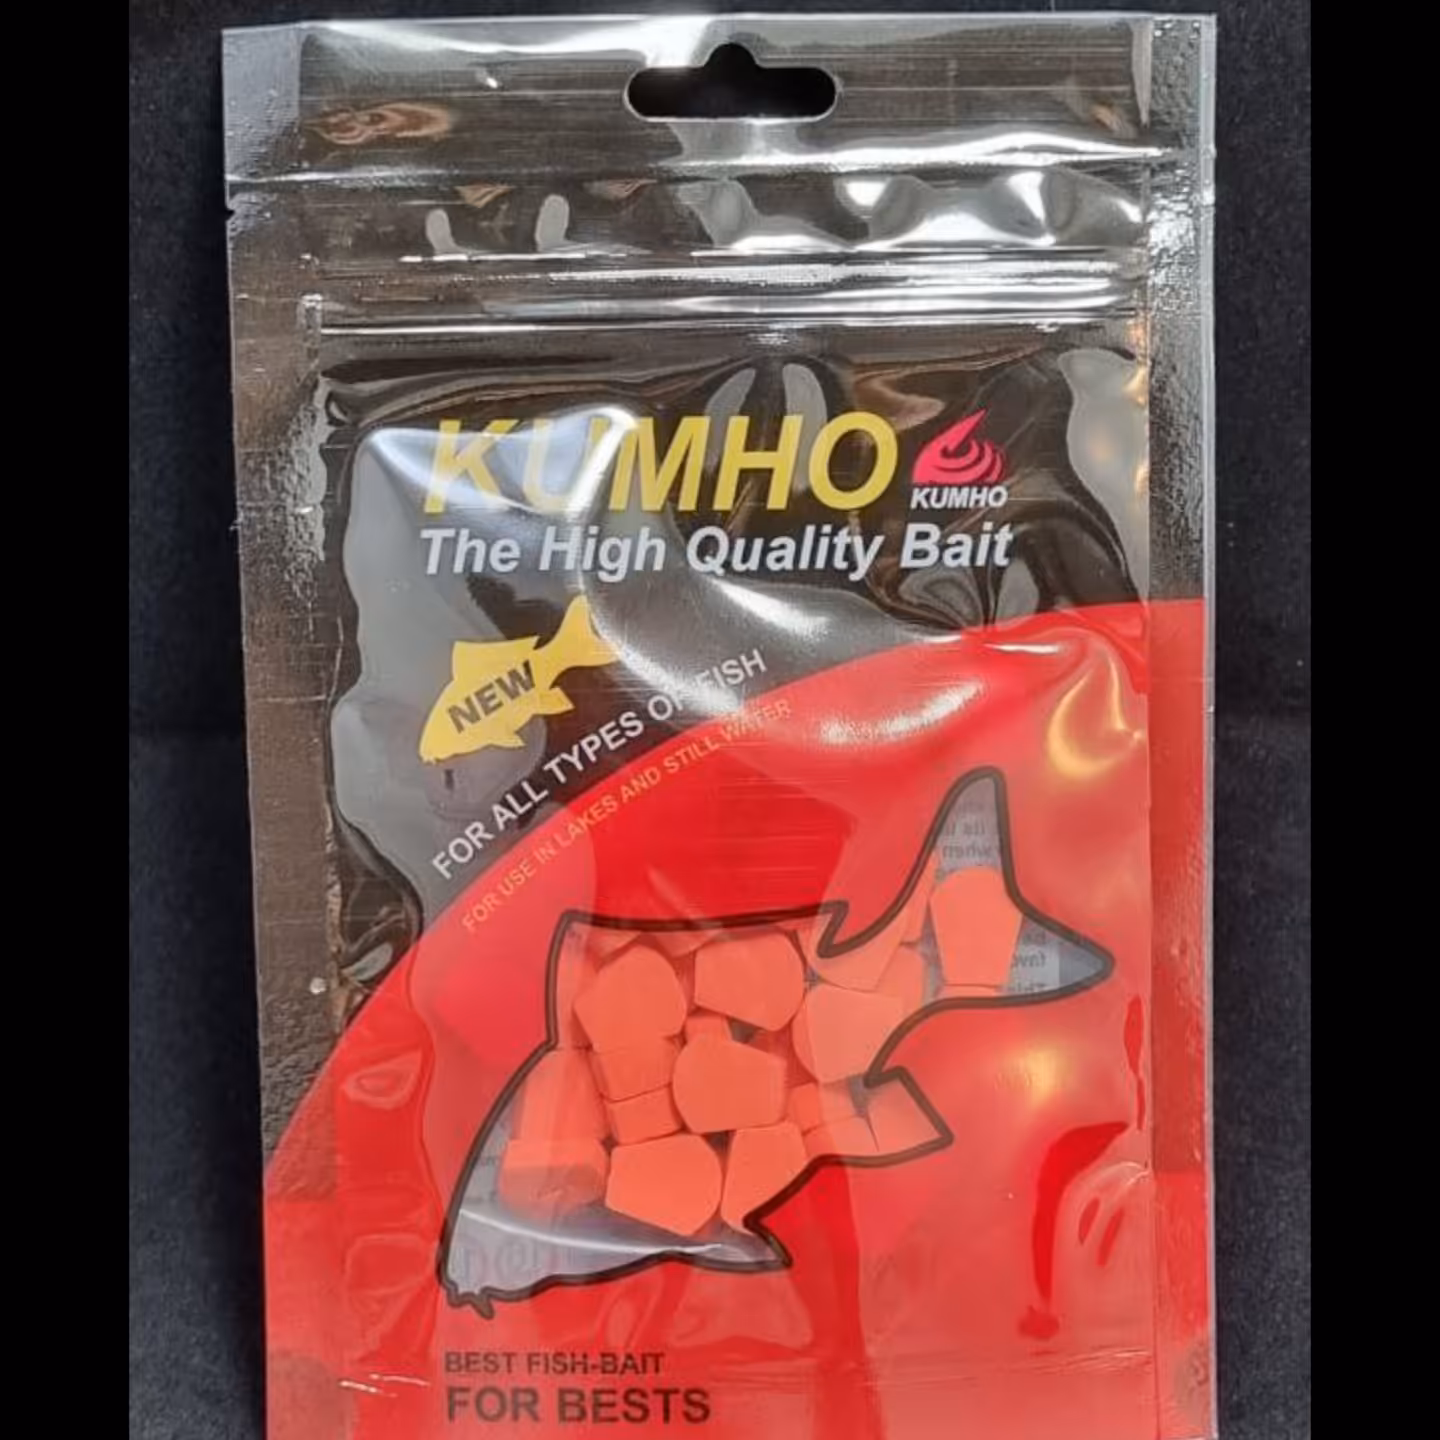 KUMHO
KUMHO
The High Quality Bait
NEW
FOR ALL TYPES OF FISH
FOR USE IN LAKES AND STILL WATER
BEST FISH-BAIT
FOR BESTS